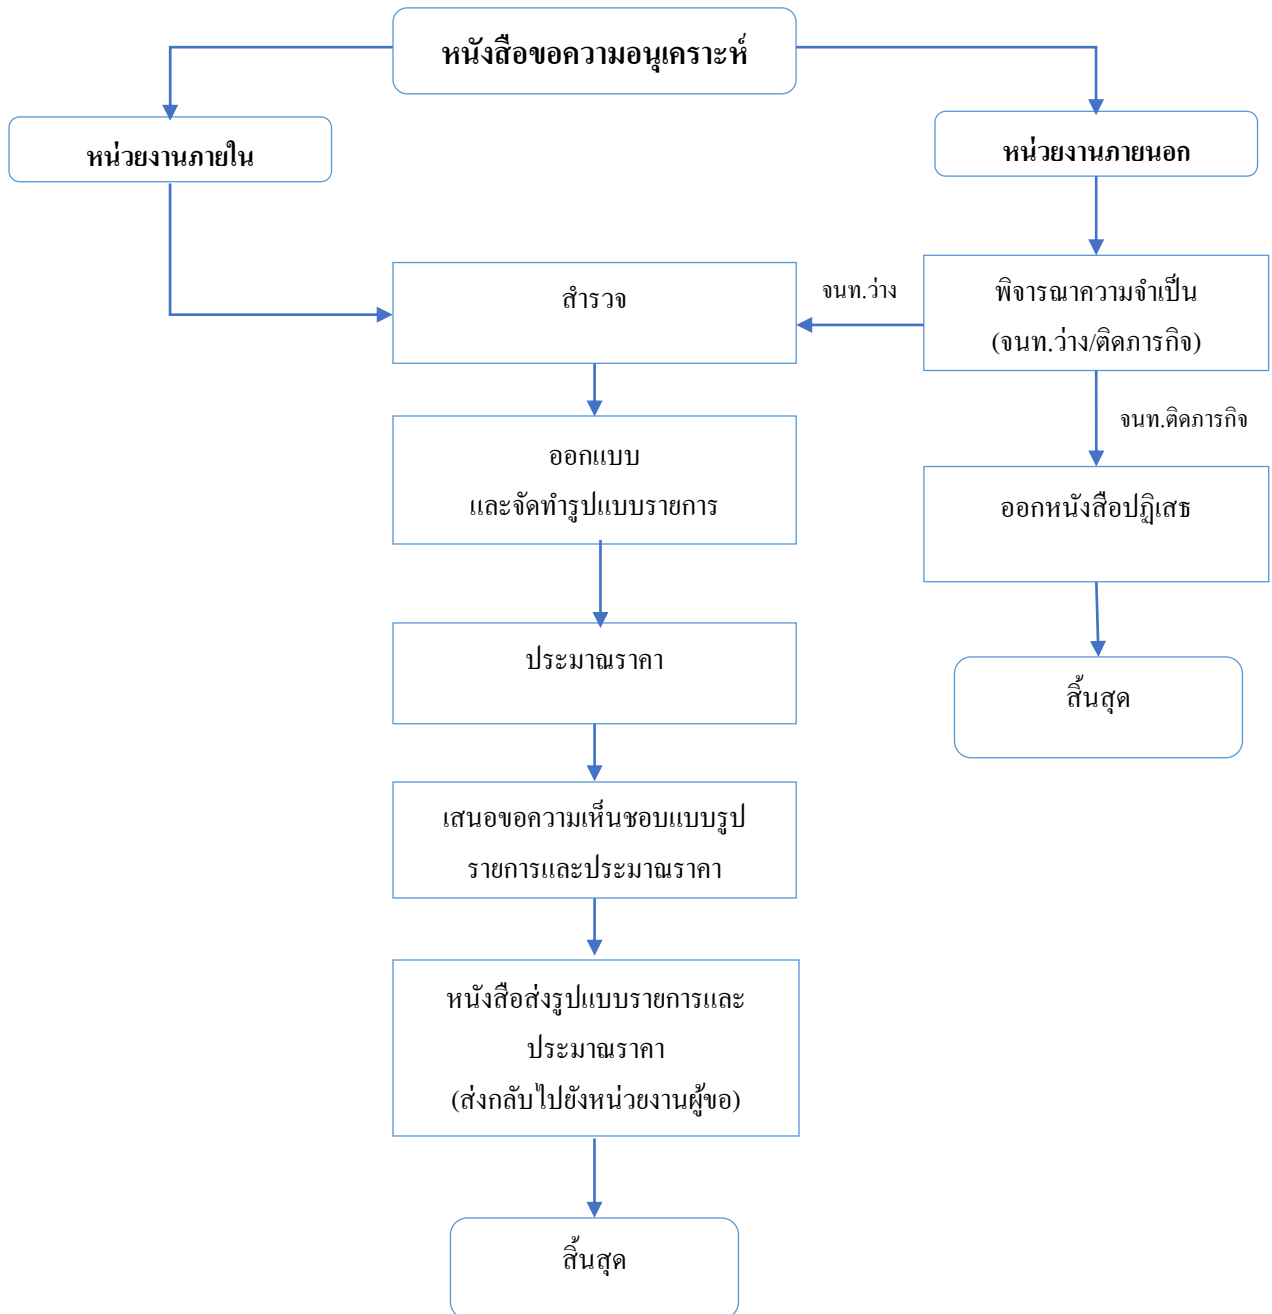 หนังสือขอความอนุเคราะห์
หน่วยงานภายใน
หน่วยงานภายนอก
สำรวจ
จนท.ว่าง
พิจารณาความจำเป็น
(จนท.ว่าง/ติดภารกิจ)
จนท.ติดภารกิจ
ออกแบบ
และจัดทำรูปแบบรายการ
ออกหนังสือปฏิเสธ
ประมาณราคา
สิ้นสุด
เสนอขอความเห็นชอบแบบรูป
รายการและประมาณราคา
หนังสือส่งรูปแบบรายการและ
ประมาณราคา
(ส่งกลับไปยังหน่วยงานผู้ขอ)
สิ้นสุด